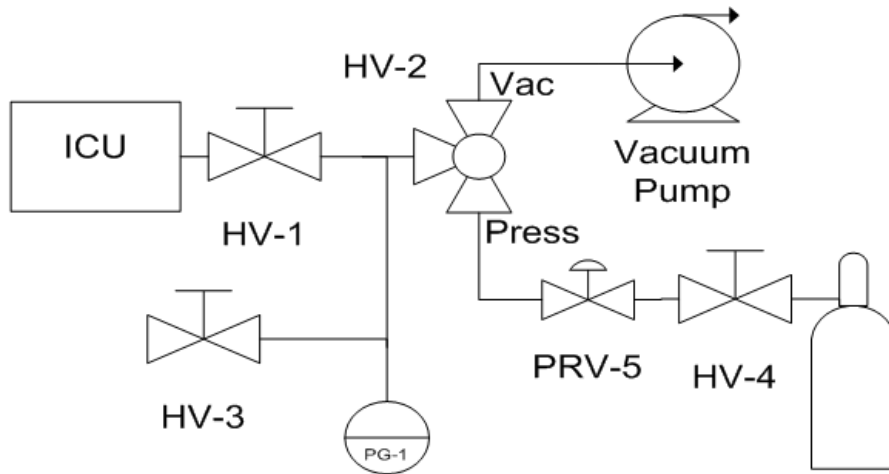 HV-2
Vac
ICU
Vacuum
Pump
HV-1
Press
PRV-5
HV-4
HV-3
PG-1